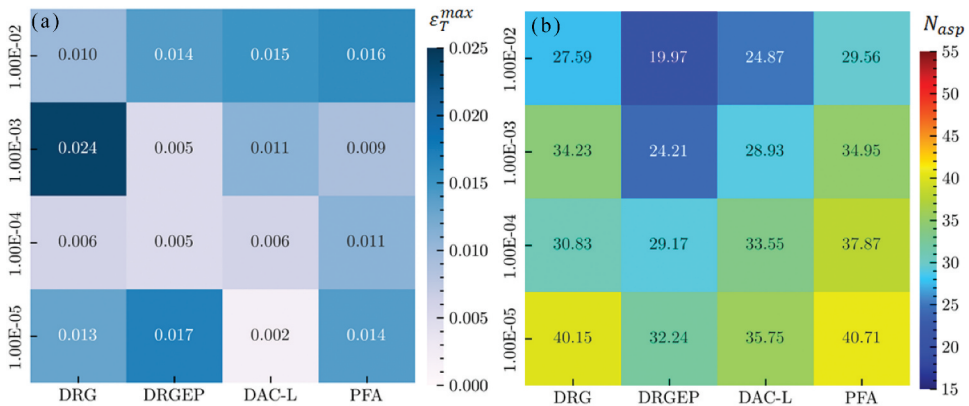 (a)
ε_T^max
1.00E-02 0.010 0.014 0.015 0.016
1.00E-03 0.024 0.005 0.011 0.009
1.00E-04 0.006 0.005 0.006 0.011
1.00E-05 0.013 0.017 0.002 0.014
DRG DRGEP DAC-L PFA
0.025
0.020
0.015
0.010
0.005
0.000
(b)
N_asp
1.00E-02 27.59 19.97 24.87 29.56
1.00E-03 34.23 24.21 28.93 34.95
1.00E-04 30.83 29.17 33.55 37.87
1.00E-05 40.15 32.24 35.75 40.71
DRG DRGEP DAC-L PFA
55
50
45
40
35
30
25
20
15